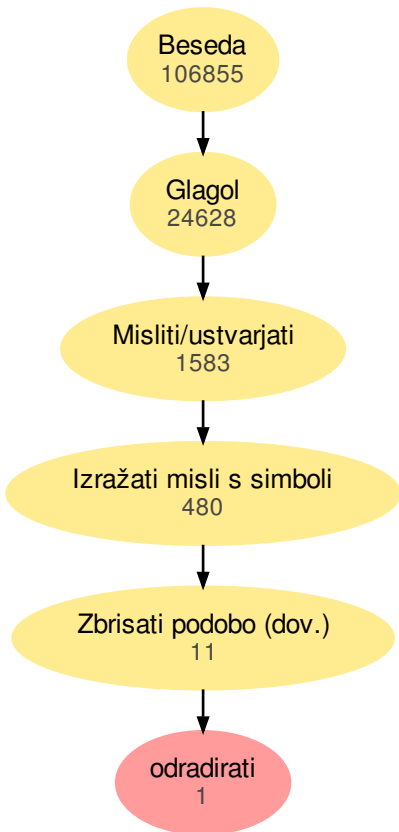 Beseda
106855
Glagol
24628
Misliti/ustvarjati
1583
Izražati misli s simboli
480
Zbrisati podobo (dov.)
11
odradirati
1